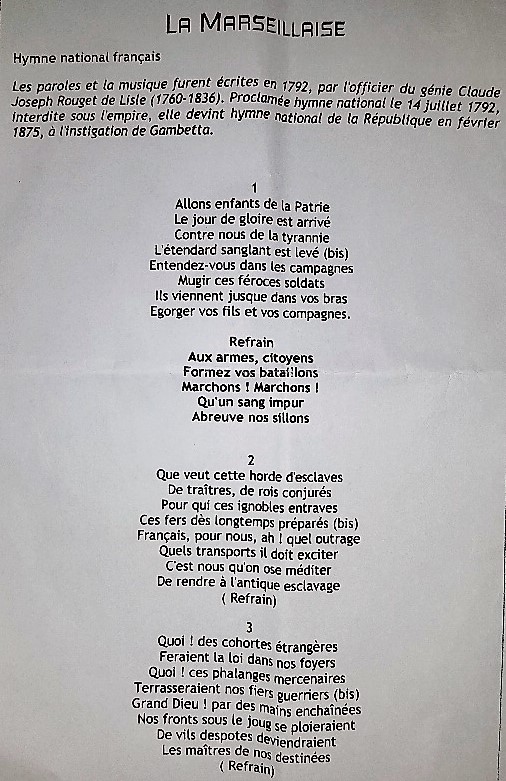 LA MARSEILLAISE
Hymne national français
Les paroles et la musique furent écrites en 1792, par l'officier du génie Claude
Joseph Rouget de Lisle (1760-1836). Proclamée hymne national le 14 juillet 1792,
interdite sous l'empire, elle devint hymne national de la République en février
1875, à l'instigation de Gambetta.
1
Allons enfants de la Patrie
Le jour de gloire est arrivé
Contre nous de la tyrannie
L'étendard sanglant est levé (bis)
Entendez-vous dans les campagnes
Mugir ces féroces soldats
Ils viennent jusque dans vos bras
Egorger vos fils et vos compagnes.
Refrain
Aux armes, citoyens
Formez vos bataillons
Marchons ! Marchons !
Qu'un sang impur
Abreuve nos sillons
2
Que veut cette horde d'esclaves
De traîtres, de rois conjurés
Pour qui ces ignobles entraves
Ces fers dès longtemps préparés (bis)
Français, pour nous, ah ! quel outrage
Quels transports il doit exciter
C'est nous qu'on ose méditer
De rendre à l'antique esclavage
( Refrain)
3
Quoi ! des cohortes étrangères
Feraient la loi dans nos foyers
Quoi ! ces phalanges mercenaires
Terrasseraient nos fiers guerriers (bis)
Grand Dieu ! par des mains enchaînées
Nos fronts sous le joug se ploieraient
De vils despotes deviendraient
Les maîtres de nos destinées
( Refrain)